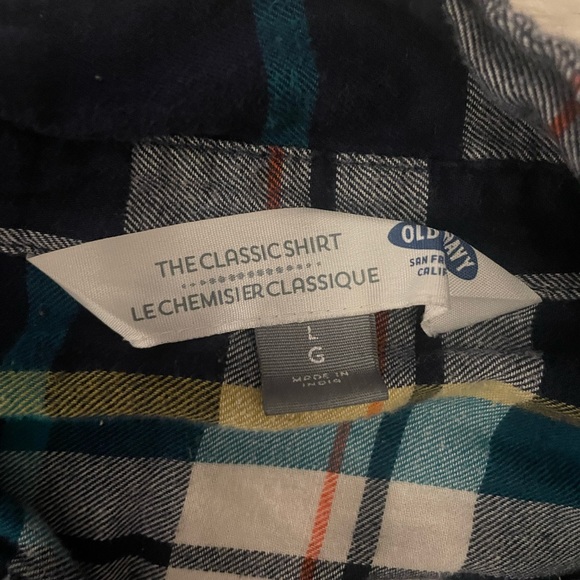 THE CLASSIC SHIRT
LE CHEMISIER CLASSIQUE
OLD NAVY
SAN FR
CALIF
L
G
MADE IN
INDIA